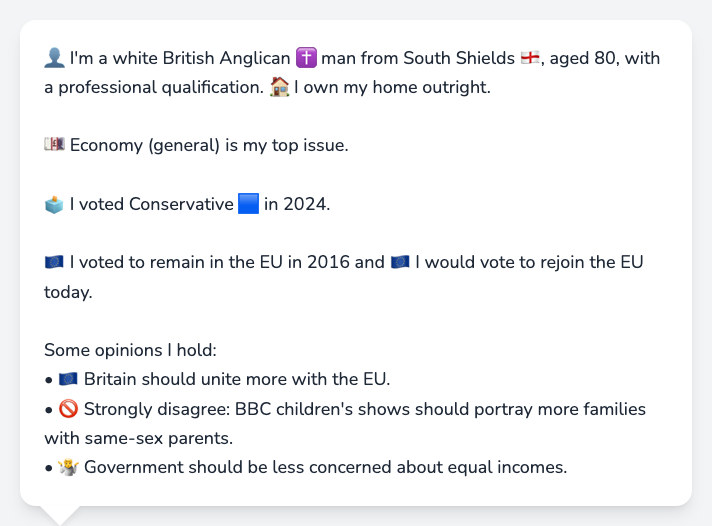 👤 I'm a white British Anglican ✝️ man from South Shields 🏴󠁧󠁢󠁥󠁮󠁧󠁿, aged 80, with
a professional qualification. 🏠 I own my home outright.
💷 Economy (general) is my top issue.
🗳️ I voted Conservative 🟦 in 2024.
🇪🇺 I voted to remain in the EU in 2016 and 🇪🇺 I would vote to rejoin the EU
today.
Some opinions I hold:
• 🇪🇺 Britain should unite more with the EU.
• 🚫 Strongly disagree: BBC children's shows should portray more families
with same-sex parents.
• 🤷 Government should be less concerned about equal incomes.